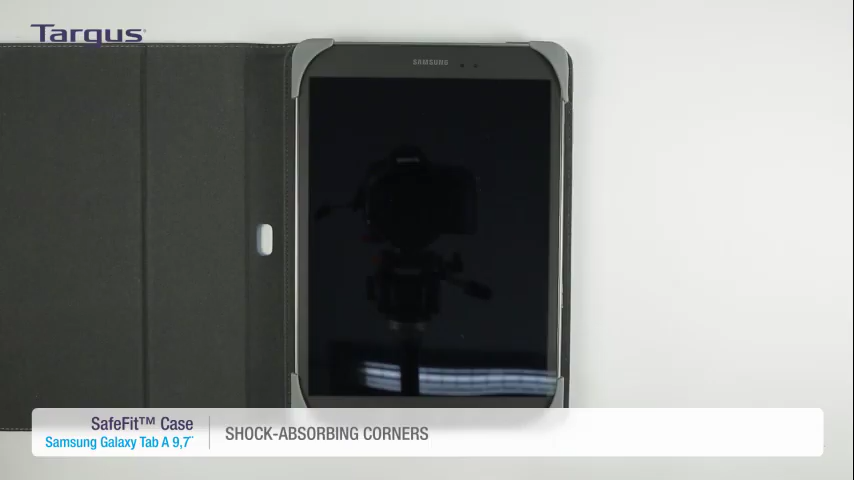 Targus
SAMSUNG
SafeFit™ Case
Samsung Galaxy Tab A 9,7"
SHOCK-ABSORBING CORNERS